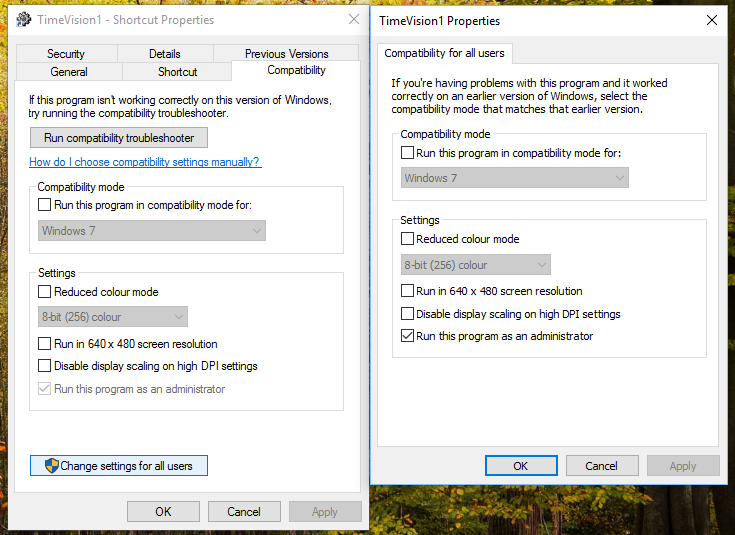 TimeVision1 - Shortcut Properties
Security Details Previous Versions
General Shortcut Compatibility
If this program isn't working correctly on this version of Windows,
try running the compatibility troubleshooter.
Run compatibility troubleshooter
How do I choose compatibility settings manually?
Compatibility mode
Run this program in compatibility mode for:
Windows 7
Settings
Reduced colour mode
8-bit (256) colour
Run in 640 x 480 screen resolution
Disable display scaling on high DPI settings
Run this program as an administrator
Change settings for all users
OK Cancel Apply
TimeVision1 Properties
Compatibility for all users
If you're having problems with this program and it worked
correctly on an earlier version of Windows, select the
compatibility mode that matches that earlier version.
Compatibility mode
Run this program in compatibility mode for:
Windows 7
Settings
Reduced colour mode
8-bit (256) colour
Run in 640 x 480 screen resolution
Disable display scaling on high DPI settings
Run this program as an administrator
OK Cancel Apply